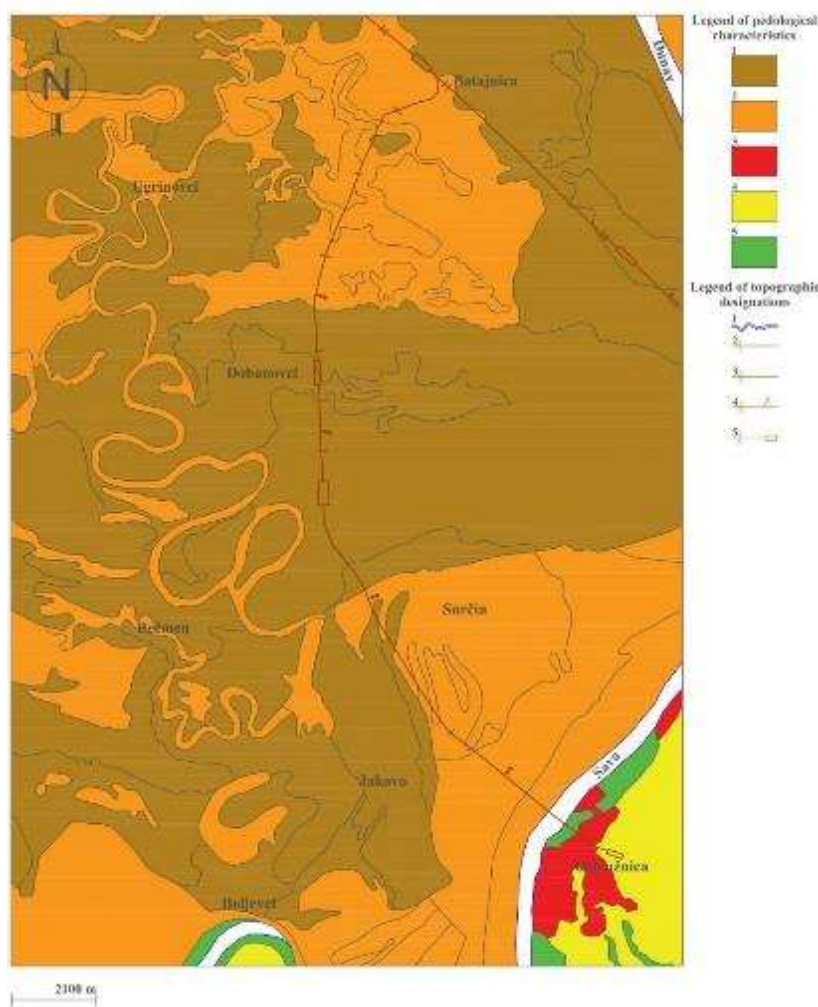 Legend of pedological
characteristics
1
2
3
4
5
Legend of topographic
designations
1
2
3
4
5
N
Dunav
Batajnica
Ugrinovci
Dobanovci
Surčin
Bečmen
Sava
Jakovo
Boljevci
2100 m